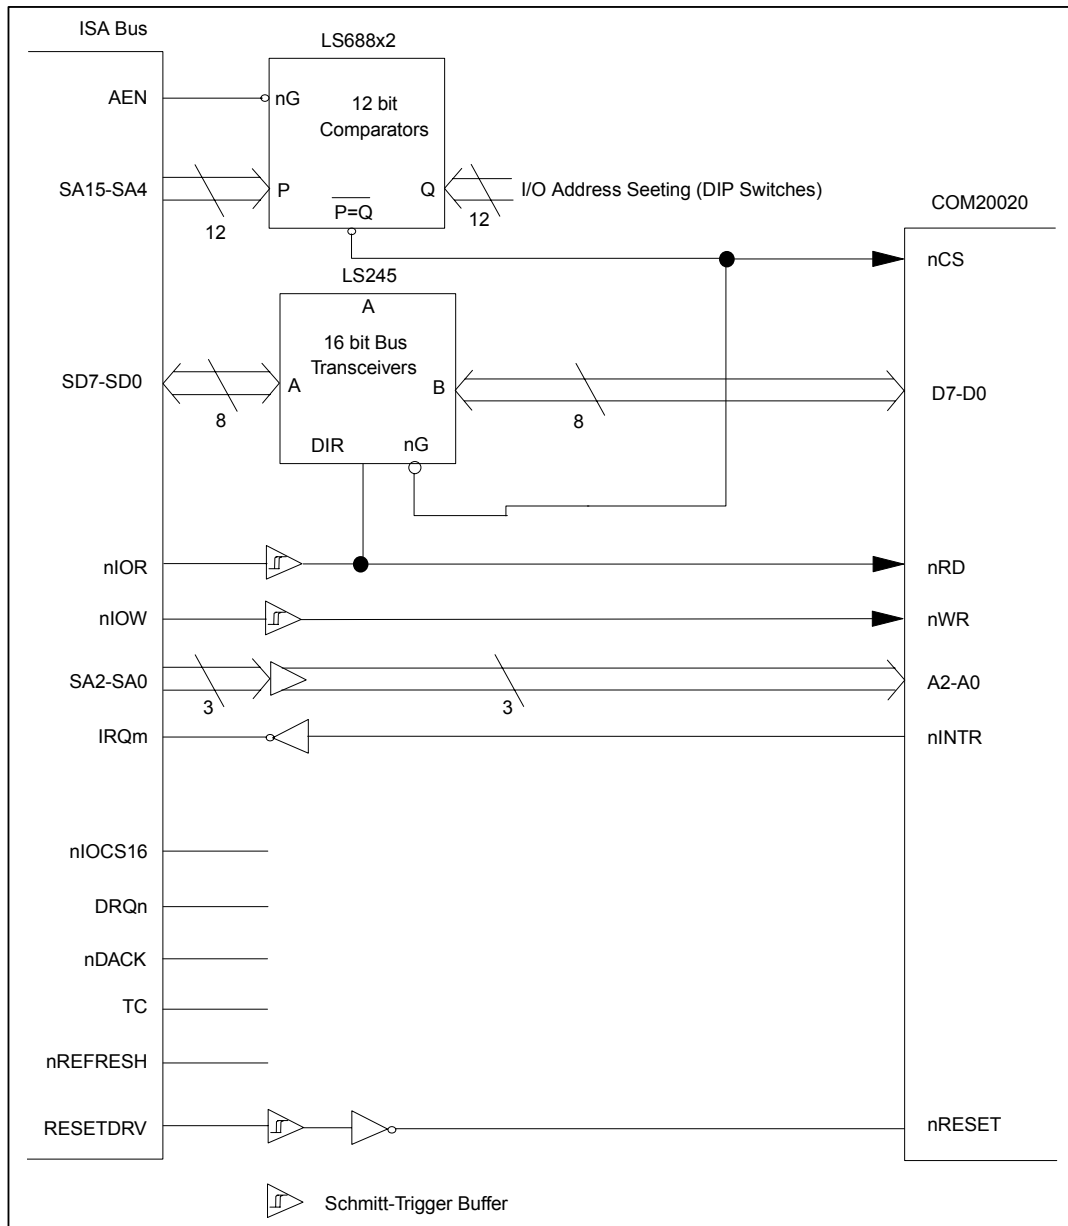 ISA Bus
LS688x2
AEN
nG
12 bit
Comparators
SA15-SA4
P
Q
I/O Address Seeting (DIP Switches)
12
P=Q
12
COM20020
nCS
LS245
A
16 bit Bus
Transceivers
SD7-SD0
A
B
D7-D0
8
8
DIR
nG
nIOR
nRD
nIOW
nWR
SA2-SA0
A2-A0
3
3
IRQm
nINTR
nIOCS16
DRQn
nDACK
TC
nREFRESH
RESETDRV
nRESET
Schmitt-Trigger Buffer